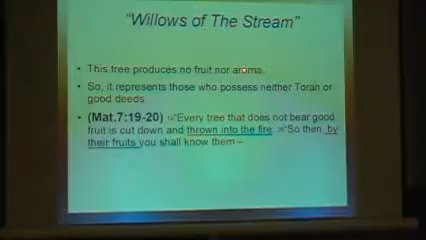 "Willows of The Stream"
• This tree produces no fruit nor aroma.
• So, it represents those who possess neither Torah or
good deeds
• (Mat.7:19-20) 19"Every tree that does not bear good
fruit is cut down and thrown into the fire. 20"So then, by
their fruits you shall know them –